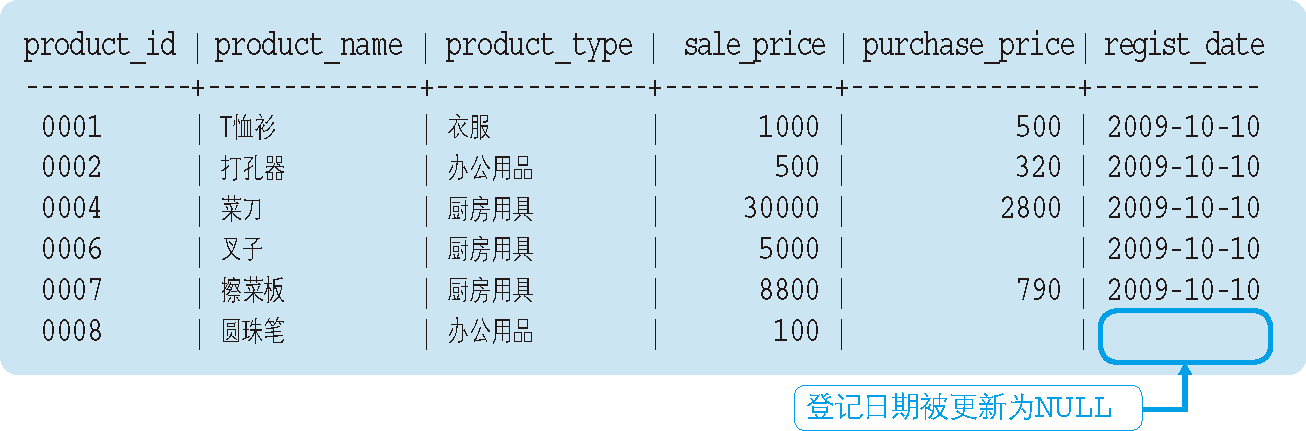 product_id | product_name | product_type | sale_price | purchase_price | regist_date
-----------+--------------+--------------+------------+----------------+-----------
0001 | T恤衫 | 衣服 | 1000 | 500 | 2009-10-10
0002 | 打孔器 | 办公用品 | 500 | 320 | 2009-10-10
0004 | 菜刀 | 厨房用具 | 30000 | 2800 | 2009-10-10
0006 | 叉子 | 厨房用具 | 5000 | | 2009-10-10
0007 | 擦菜板 | 厨房用具 | 8800 | 790 | 2009-10-10
0008 | 圆珠笔 | 办公用品 | 100 | |
登记日期被更新为NULL